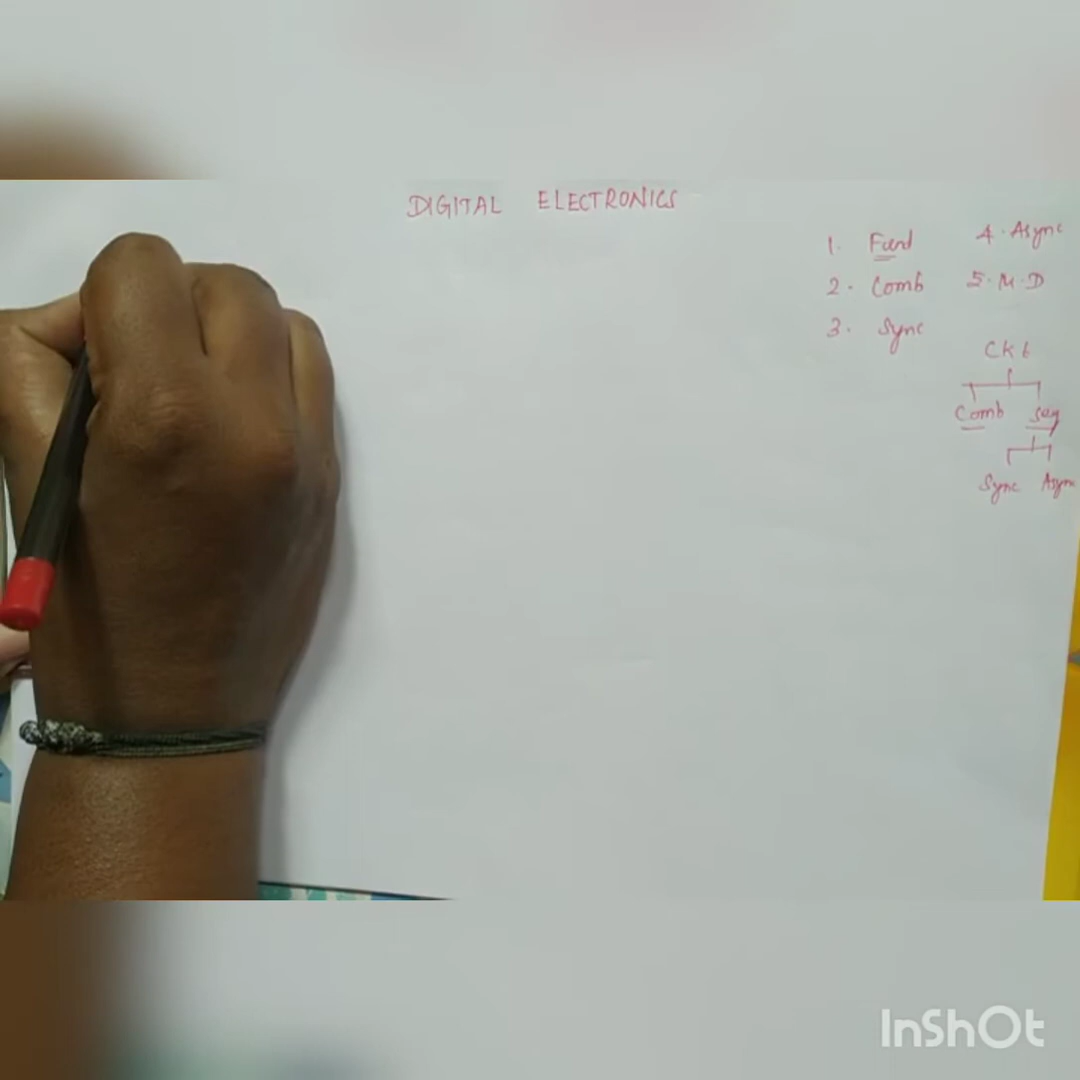 DIGITAL ELECTRONICS
1. Fund
2. Comb
3. Sync
4. Async
5. M.D
Ckt
Comb Seq
Sync Async
InShOt